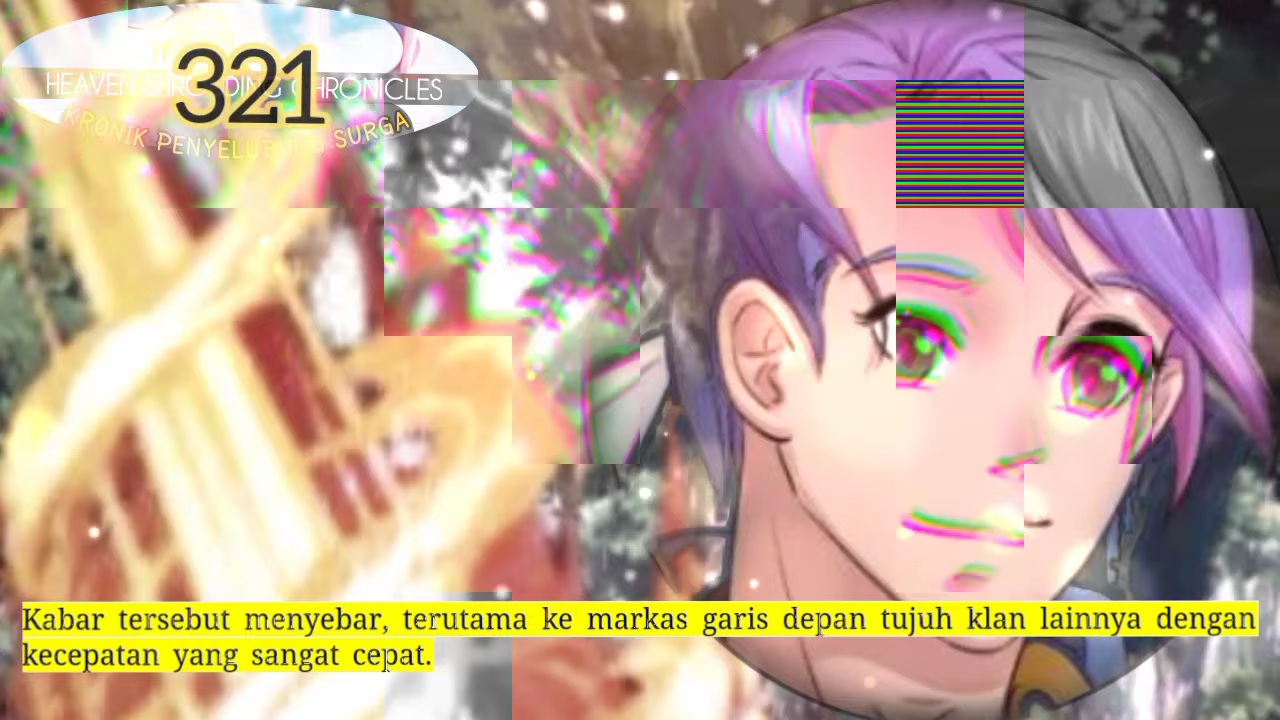 321
HEAVEN CHRONICLES
KRONIK SURGA
Kabar tersebut menyebar, terutama ke markas garis depan tujuh klan lainnya dengan
kecepatan yang sangat cepat.